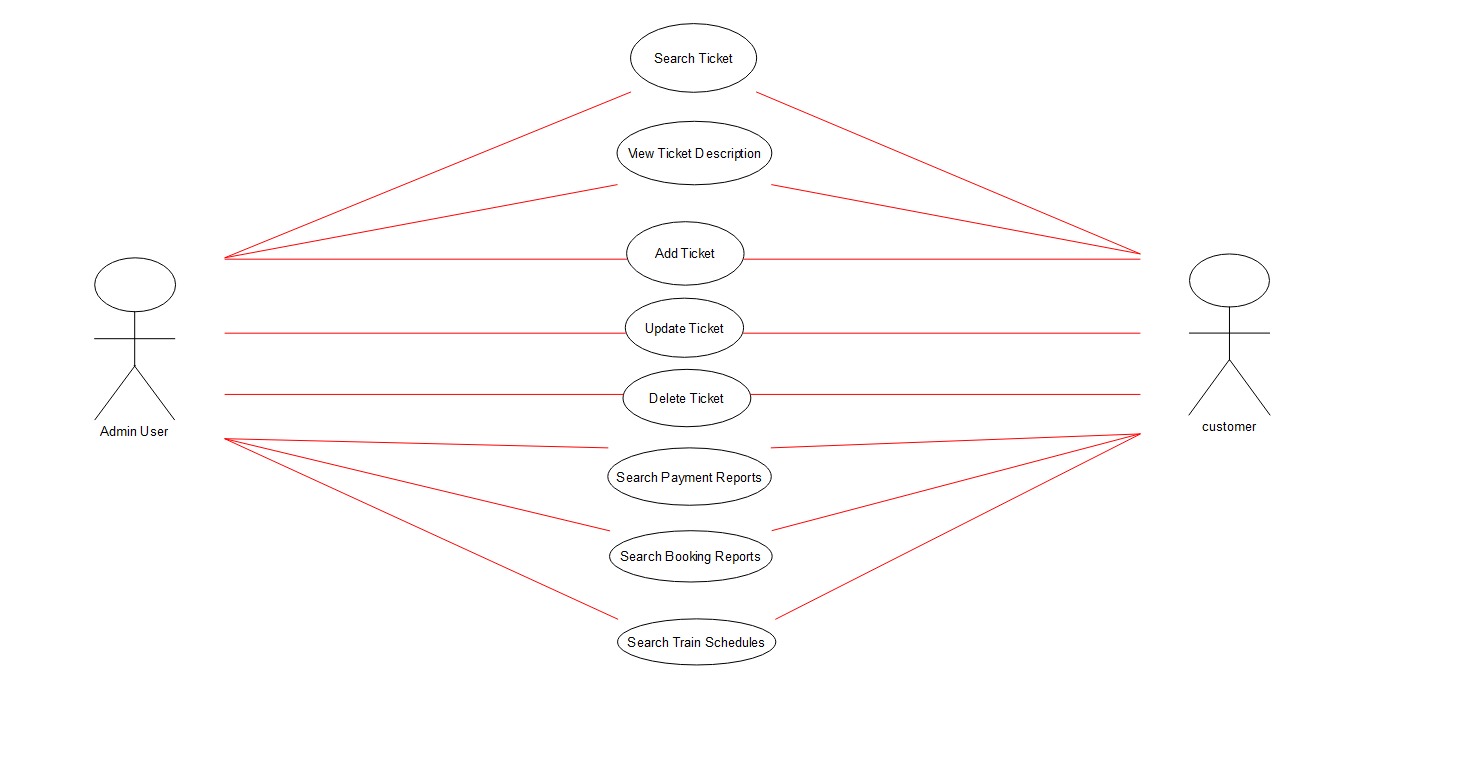 Search Ticket
View Ticket Description
Add Ticket
Update Ticket
Delete Ticket
Admin User
customer
Search Payment Reports
Search Booking Reports
Search Train Schedules